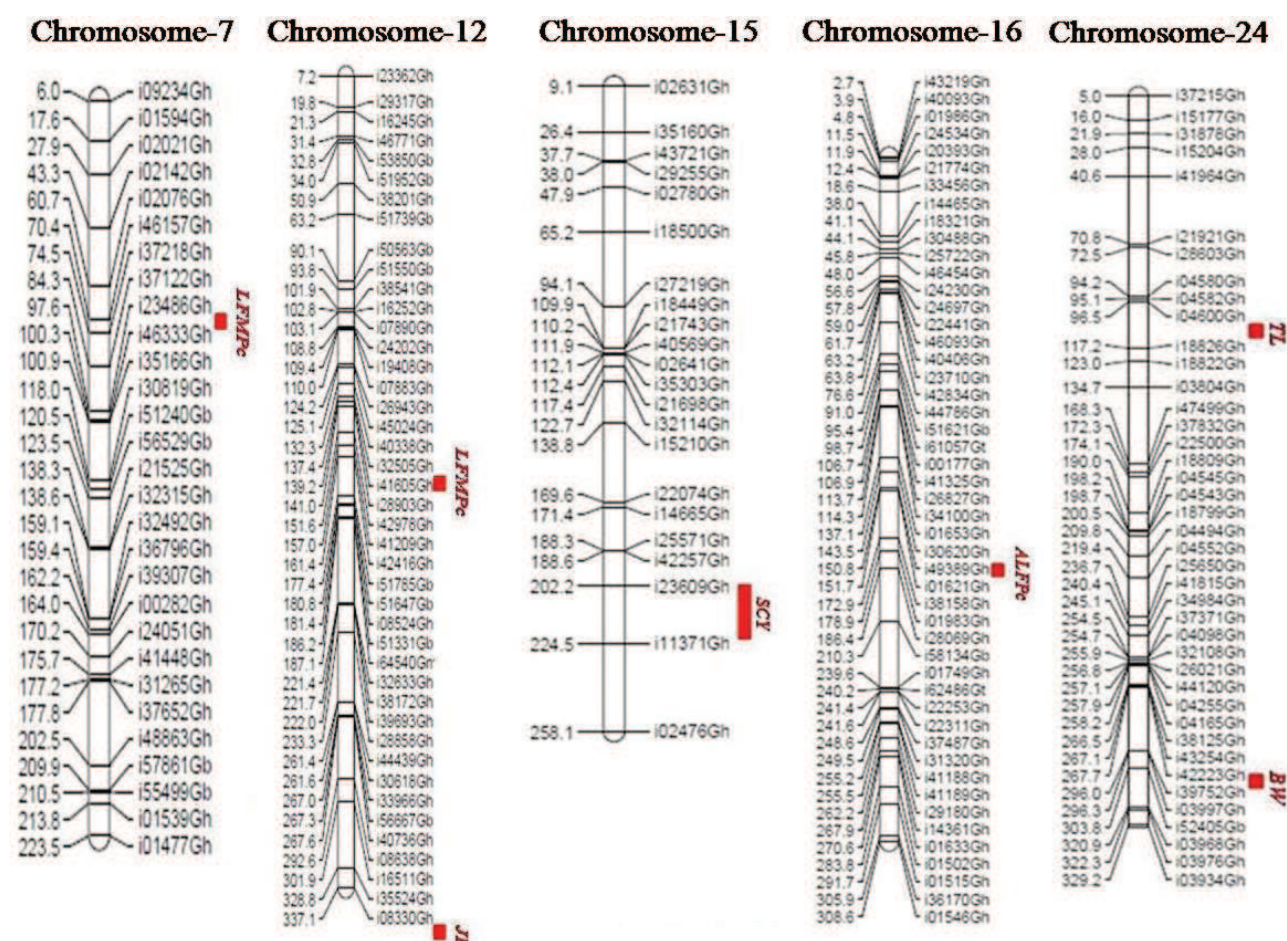 Chromosome-7
6.0 i09234Gh
17.6 i01594Gh
27.9 i02021Gh
43.3 i02142Gh
60.7 i02076Gh
70.4 i46157Gh
74.5 i37218Gh
84.3 i37122Gh
97.6 i23486Gh
100.3 i46333Gh
100.9 i35166Gh
118.0 i30819Gh
120.5 i51240Gb
123.5 i56529Gb
138.3 i21525Gh
138.6 i32315Gh
159.1 i32492Gh
159.4 i36796Gh
162.2 i39307Gh
164.0 i00282Gh
170.2 i24051Gh
175.7 i41448Gh
177.2 i31265Gh
177.8 i37652Gh
202.5 i48863Gh
209.9 i57861Gb
210.5 i55499Gb
213.8 i01539Gh
223.5 i01477Gh
LFMPc
Chromosome-12
7.2 i23362Gh
19.8 i29317Gh
21.3 i16245Gh
31.4 i46771Gh
32.8 i53850Gb
34.0 i51952Gb
50.9 i38201Gh
63.2 i51739Gb
90.1 i50563Gb
93.8 i51550Gb
101.9 i38541Gh
102.8 i16252Gh
103.1 i07890Gh
108.8 i24202Gh
109.4 i19408Gh
110.0 i07883Gh
124.2 i26943Gh
125.1 i45024Gh
132.3 i40338Gh
137.4 i32505Gh
139.2 i41605Gh
141.0 i28903Gh
151.6 i42978Gh
157.0 i41209Gh
161.4 i42416Gh
177.4 i51785Gb
180.8 i51647Gb
181.4 i08524Gh
186.2 i51331Gb
187.1 i64540Gm
221.4 i32633Gh
221.7 i38172Gh
222.0 i39693Gh
233.3 i28858Gh
261.4 i44439Gh
261.6 i30618Gh
267.0 i33966Gh
267.3 i56667Gb
267.6 i40736Gh
292.6 i08638Gh
301.9 i16511Gh
328.8 i35524Gh
337.1 i08330Gh
LFMPc
Chromosome-15
9.1 i02631Gh
26.4 i35160Gh
37.7 i43721Gh
38.0 i29255Gh
47.9 i02780Gh
65.2 i18500Gh
94.1 i27219Gh
109.9 i18449Gh
110.2 i21743Gh
111.9 i40569Gh
112.1 i02641Gh
112.4 i35303Gh
117.4 i21698Gh
122.7 i32114Gh
138.8 i15210Gh
169.6 i22074Gh
171.4 i14665Gh
188.3 i25571Gh
188.6 i42257Gh
202.2 i23609Gh
224.5 i11371Gh
258.1 i02476Gh
SCY
Chromosome-16
2.7 i43219Gh
3.9 i40093Gh
4.8 i01986Gh
11.5 i24534Gh
11.9 i20393Gh
12.4 i21774Gh
18.6 i33456Gh
38.0 i14465Gh
41.1 i18321Gh
44.1 i30488Gh
45.8 i25722Gh
48.0 i46454Gh
56.6 i24230Gh
57.8 i24697Gh
59.0 i22441Gh
61.7 i46093Gh
63.2 i40406Gh
63.8 i23710Gh
76.6 i42834Gh
91.0 i44786Gh
95.4 i51621Gb
98.7 i61057Gt
106.7 i00177Gh
106.9 i41325Gh
113.7 i26827Gh
114.3 i34100Gh
137.1 i01653Gh
143.5 i30620Gh
150.8 i49389Gh
151.7 i01621Gh
172.9 i38158Gh
178.9 i01983Gh
186.4 i28069Gh
210.3 i58134Gb
239.6 i01749Gh
240.2 i62486Gt
241.4 i22253Gh
241.6 i22311Gh
248.6 i37487Gh
249.5 i31320Gh
255.2 i41188Gh
255.5 i41189Gh
262.2 i29180Gh
267.9 i14361Gh
270.6 i01633Gh
283.8 i01502Gh
291.7 i01515Gh
305.9 i36170Gh
308.6 i01546Gh
ALFPc
Chromosome-24
5.0 i37215Gh
16.0 i15177Gh
21.9 i31878Gh
28.0 i15204Gh
40.6 i41964Gh
70.8 i21921Gh
72.5 i28603Gh
94.2 i04580Gh
95.1 i04582Gh
96.5 i04600Gh
117.2 i18826Gh
123.0 i18822Gh
134.7 i03804Gh
168.3 i47499Gh
172.3 i37832Gh
174.1 i22500Gh
190.0 i18809Gh
198.2 i04545Gh
198.7 i04543Gh
200.5 i18799Gh
209.8 i04494Gh
219.4 i04552Gh
236.7 i25650Gh
240.4 i41815Gh
245.1 i34984Gh
254.5 i37371Gh
254.7 i04098Gh
255.9 i32108Gh
256.8 i26021Gh
257.1 i44120Gh
257.9 i04255Gh
258.2 i04165Gh
266.5 i38125Gh
267.1 i43254Gh
267.7 i42223Gh
296.0 i39752Gh
296.3 i03997Gh
303.8 i52405Gb
320.9 i03968Gh
322.3 i03976Gh
329.2 i03934Gh
TL
BW